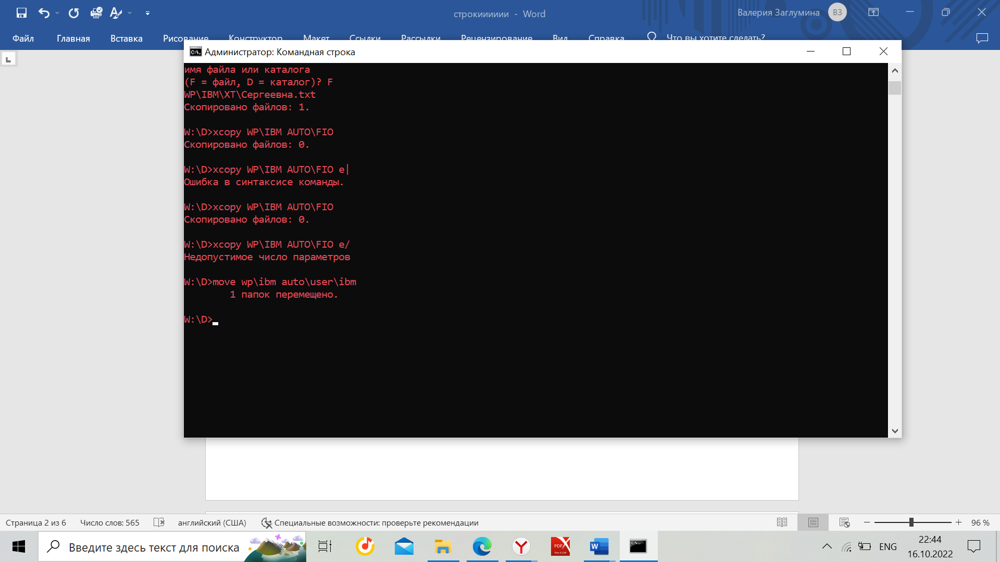 строкииииии - Word
Валерия Заглумина
ВЗ
Файл Главная Вставка Рисование Конструктор Макет Ссылки Рассылки Рецензирование Вид Справка Что вы хотите сделать?
Администратор: Командная строка
имя файла или каталога
(F = файл, D = каталог)? F
WP\IBM\XT\Сергеевна.txt
Скопировано файлов: 1.
W:\D>xcopy WP\IBM AUTO\FIO
Скопировано файлов: 0.
W:\D>xcopy WP\IBM AUTO\FIO e|
Ошибка в синтаксисе команды.
W:\D>xcopy WP\IBM AUTO\FIO
Скопировано файлов: 0.
W:\D>xcopy WP\IBM AUTO\FIO e/
Недопустимое число параметров
W:\D>move wp\ibm auto\user\ibm
1 папок перемещено.
W:\D>
Страница 2 из 6 Число слов: 565 английский (США) Специальные возможности: проверьте рекомендации 96 %
Введите здесь текст для поиска
PDF X
View & Edit
ENG
22:44
16.10.2022